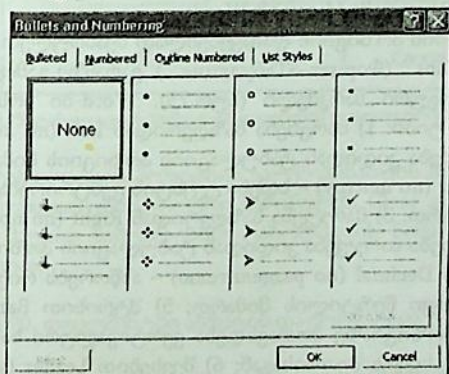 Bullets and Numbering
Bulleted Numbered Outline Numbered List Styles
None
OK Cancel